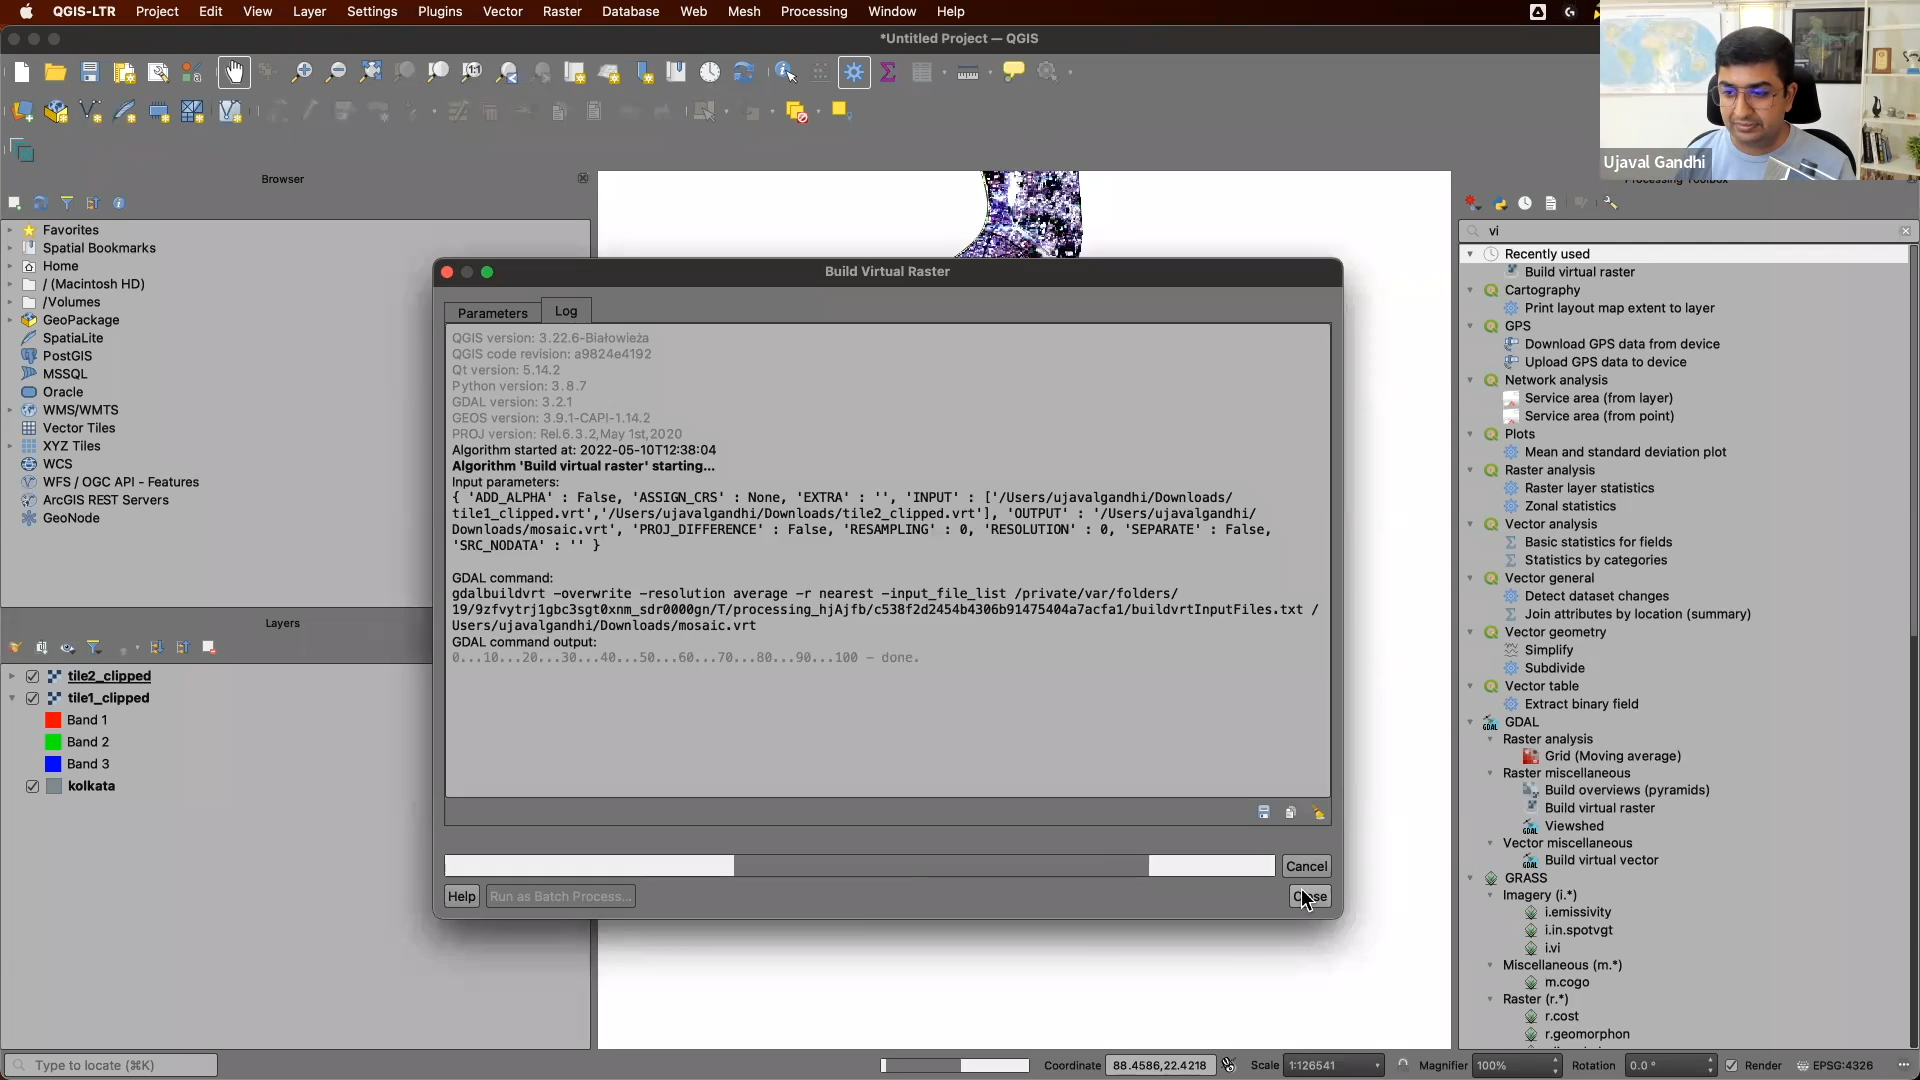 QGIS-LTR Project Edit View Layer Settings Plugins Vector Raster Database Web Mesh Processing Window Help
*Untitled Project — QGIS
Ujaval Gandhi
Browser
Favorites
Spatial Bookmarks
Home
/ (Macintosh HD)
/Volumes
GeoPackage
SpatiaLite
PostGIS
MSSQL
Oracle
WMS/WMTS
Vector Tiles
XYZ Tiles
WCS
WFS / OGC API - Features
ArcGIS REST Servers
GeoNode
Layers
tile2_clipped
tile1_clipped
Band 1
Band 2
Band 3
kolkata
Build Virtual Raster
Parameters Log
QGIS version: 3.22.6-Białowieża
QGIS code revision: a9824e4192
Qt version: 5.14.2
Python version: 3.8.7
GDAL version: 3.2.1
GEOS version: 3.9.1-CAPI-1.14.2
PROJ version: Rel.6.3.2,May 1st,2020
Algorithm started at: 2022-05-10T12:38:04
Algorithm 'Build virtual raster' starting...
Input parameters:
{ 'ADD_ALPHA' : False, 'ASSIGN_CRS' : None, 'EXTRA' : '', 'INPUT' : ['/Users/ujavalgandhi/Downloads/
tile1_clipped.vrt','/Users/ujavalgandhi/Downloads/tile2_clipped.vrt'], 'OUTPUT' : '/Users/ujavalgandhi/
Downloads/mosaic.vrt', 'PROJ_DIFFERENCE' : False, 'RESAMPLING' : 0, 'RESOLUTION' : 0, 'SEPARATE' : False,
'SRC_NODATA' : '' }
GDAL command:
gdalbuildvrt -overwrite -resolution average -r nearest -input_file_list /private/var/folders/
19/9zfvytrj1gbc3sgt0xnm_sdr0000gn/T/processing_hjAjfb/c538f2d2454b4306b91475404a7acfa1/buildvrtInputFiles.txt /
Users/ujavalgandhi/Downloads/mosaic.vrt
GDAL command output:
0...10...20...30...40...50...60...70...80...90...100 - done.
Cancel
Help Run as Batch Process... Close
Processing Toolbox
vi
Recently used
Build virtual raster
Cartography
Print layout map extent to layer
GPS
Download GPS data from device
Upload GPS data to device
Network analysis
Service area (from layer)
Service area (from point)
Plots
Mean and standard deviation plot
Raster analysis
Raster layer statistics
Zonal statistics
Vector analysis
Basic statistics for fields
Statistics by categories
Vector general
Detect dataset changes
Join attributes by location (summary)
Vector geometry
Simplify
Subdivide
Vector table
Extract binary field
GDAL
Raster analysis
Grid (Moving average)
Raster miscellaneous
Build overviews (pyramids)
Build virtual raster
Viewshed
Vector miscellaneous
Build virtual vector
GRASS
Imagery (i.*)
i.emissivity
i.in.spotvgt
i.vi
Miscellaneous (m.*)
m.cogo
Raster (r.*)
r.cost
r.geomorphon
Type to locate (⌘K) Coordinate 88.4586,22.4218 Scale 1:126541 Magnifier 100% Rotation 0.0 ° Render EPSG:4326